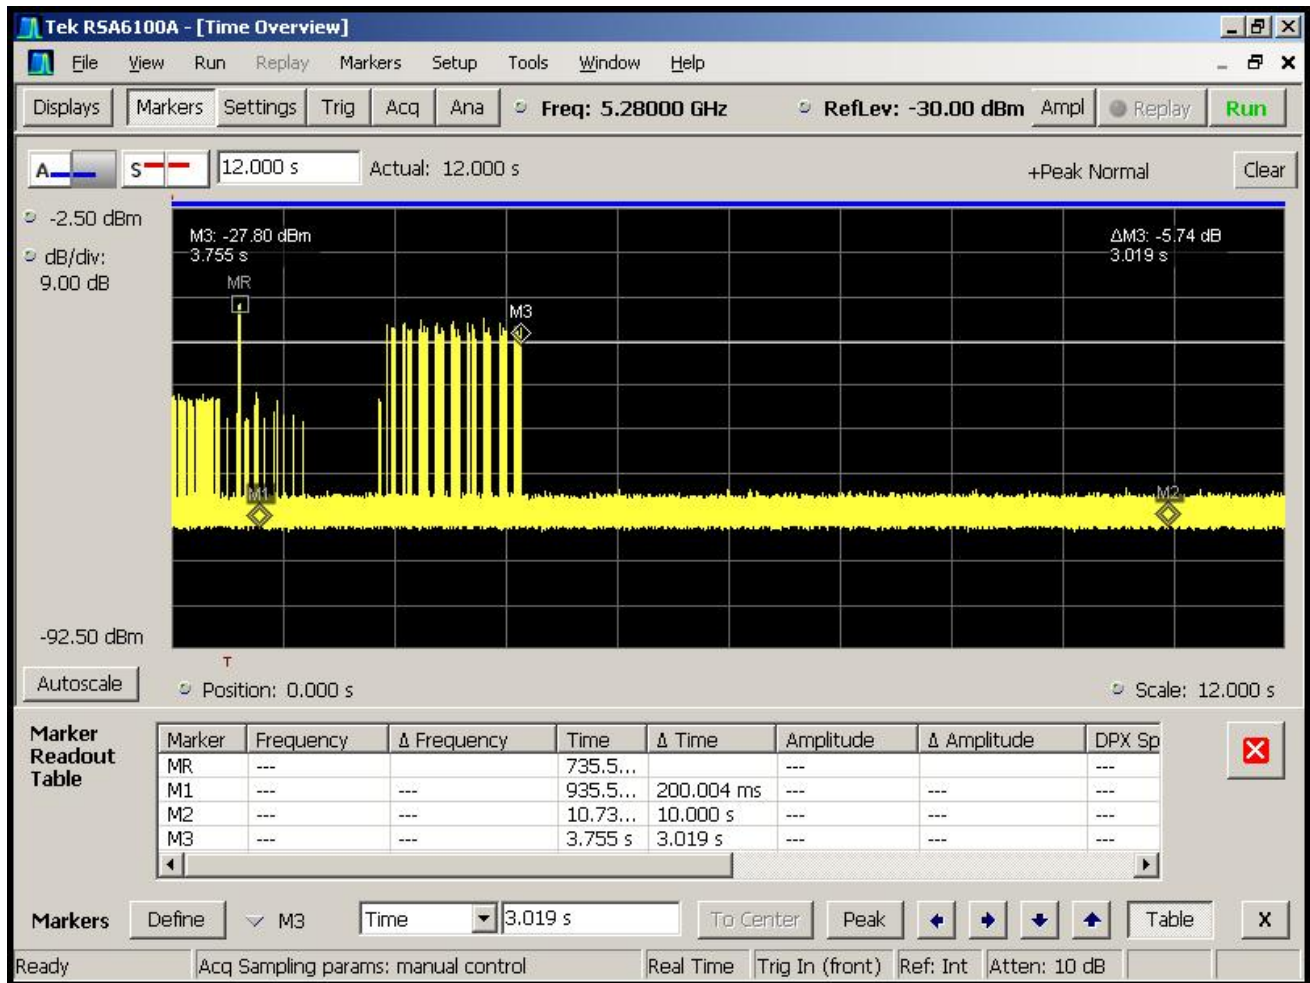 Tek RSA6100A - [Time Overview]
File View Run Replay Markers Setup Tools Window Help
Displays Markers Settings Trig Acq Ana Freq: 5.28000 GHz RefLev: -30.00 dBm Ampl Replay Run
A S 12.000 s Actual: 12.000 s +Peak Normal Clear
-2.50 dBm
dB/div:
9.00 dB
M3: -27.80 dBm
3.755 s
ΔM3: -5.74 dB
3.019 s
MR
M3
M1
M2
-92.50 dBm
T
Autoscale Position: 0.000 s Scale: 12.000 s
Marker
Readout
Table
Marker Frequency Δ Frequency Time Δ Time Amplitude Δ Amplitude DPX Sp
MR --- 735.5... --- ---
M1 --- --- 935.5... 200.004 ms --- --- ---
M2 --- --- 10.73... 10.000 s --- --- ---
M3 --- --- 3.755 s 3.019 s --- --- ---
Markers Define M3 Time 3.019 s To Center Peak Table X
Ready Acq Sampling params: manual control Real Time Trig In (front) Ref: Int Atten: 10 dB